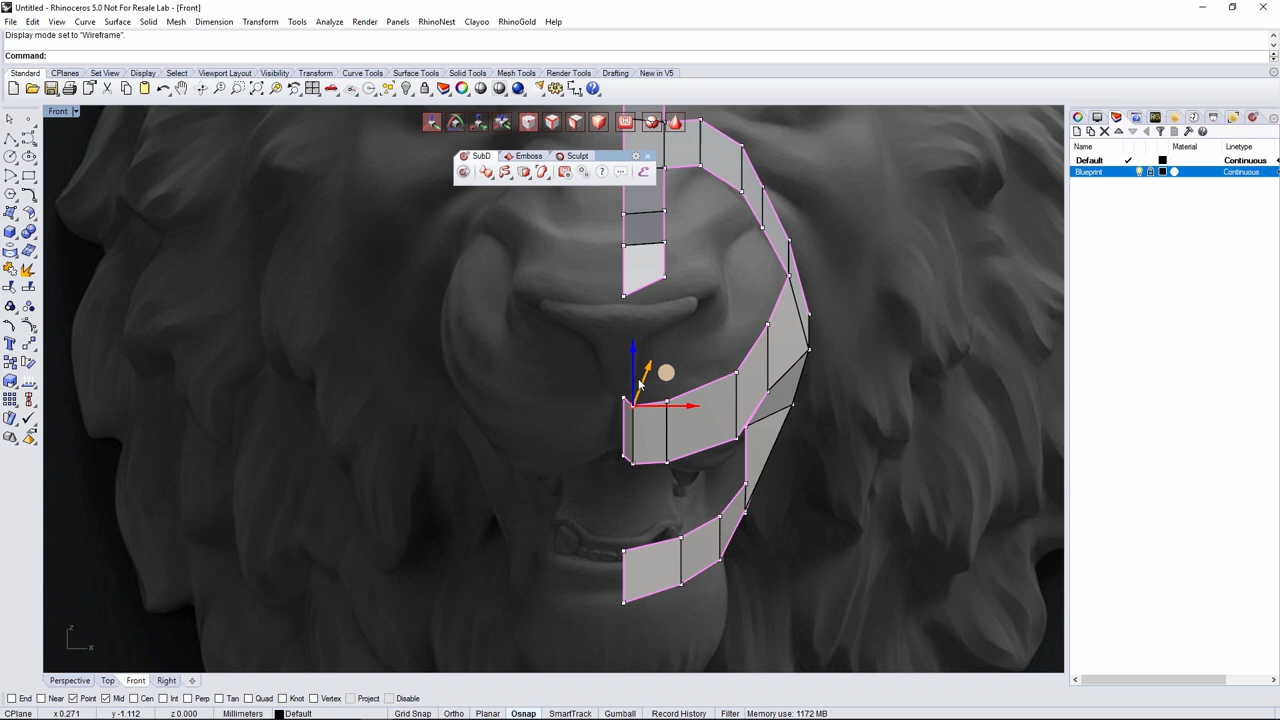 Untitled - Rhinoceros 5.0 Not For Resale Lab - [Front]
File Edit View Curve Surface Solid Mesh Dimension Transform Tools Analyze Render Panels RhinoNest Clayoo RhinoGold Help
Display mode set to "Wireframe".
Command:
Standard CPlanes Set View Display Select Viewport Layout Visibility Transform Curve Tools Surface Tools Solid Tools Mesh Tools Render Tools Drafting New in V5
Front
SubD Emboss Sculpt
Name Material Linetype
Default Continuous
Blueprint Continuous
z
x
Perspective Top Front Right
End Near Point Mid Cen Int Perp Tan Quad Knot Vertex Project Disable
CPlane x 0.271 y -1.112 z 0.000 Millimeters Default Grid Snap Ortho Planar Osnap SmartTrack Gumball Record History Filter Memory use: 1172 MB